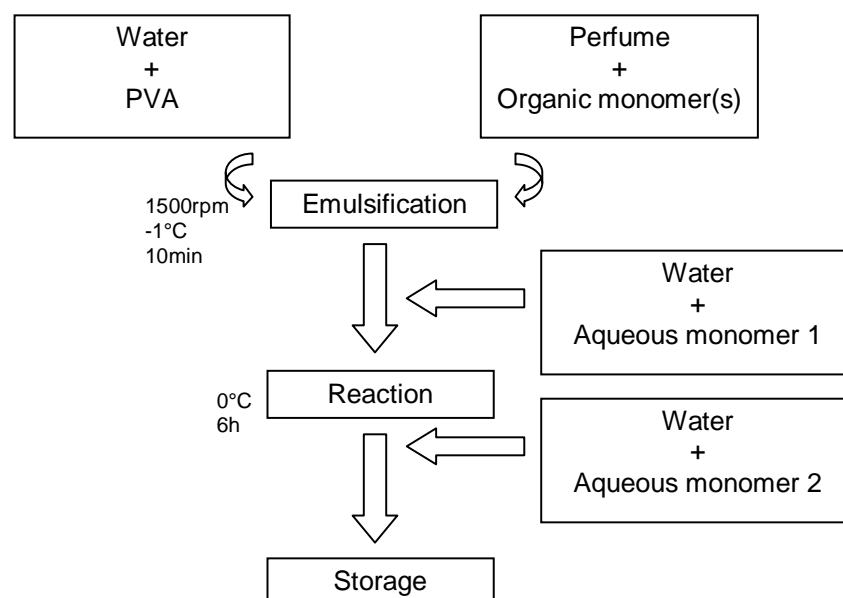 Water
+
PVA
Perfume
+
Organic monomer(s)
1500rpm
-1°C
10min
Emulsification
Water
+
Aqueous monomer 1
0°C
6h
Reaction
Water
+
Aqueous monomer 2
Storage